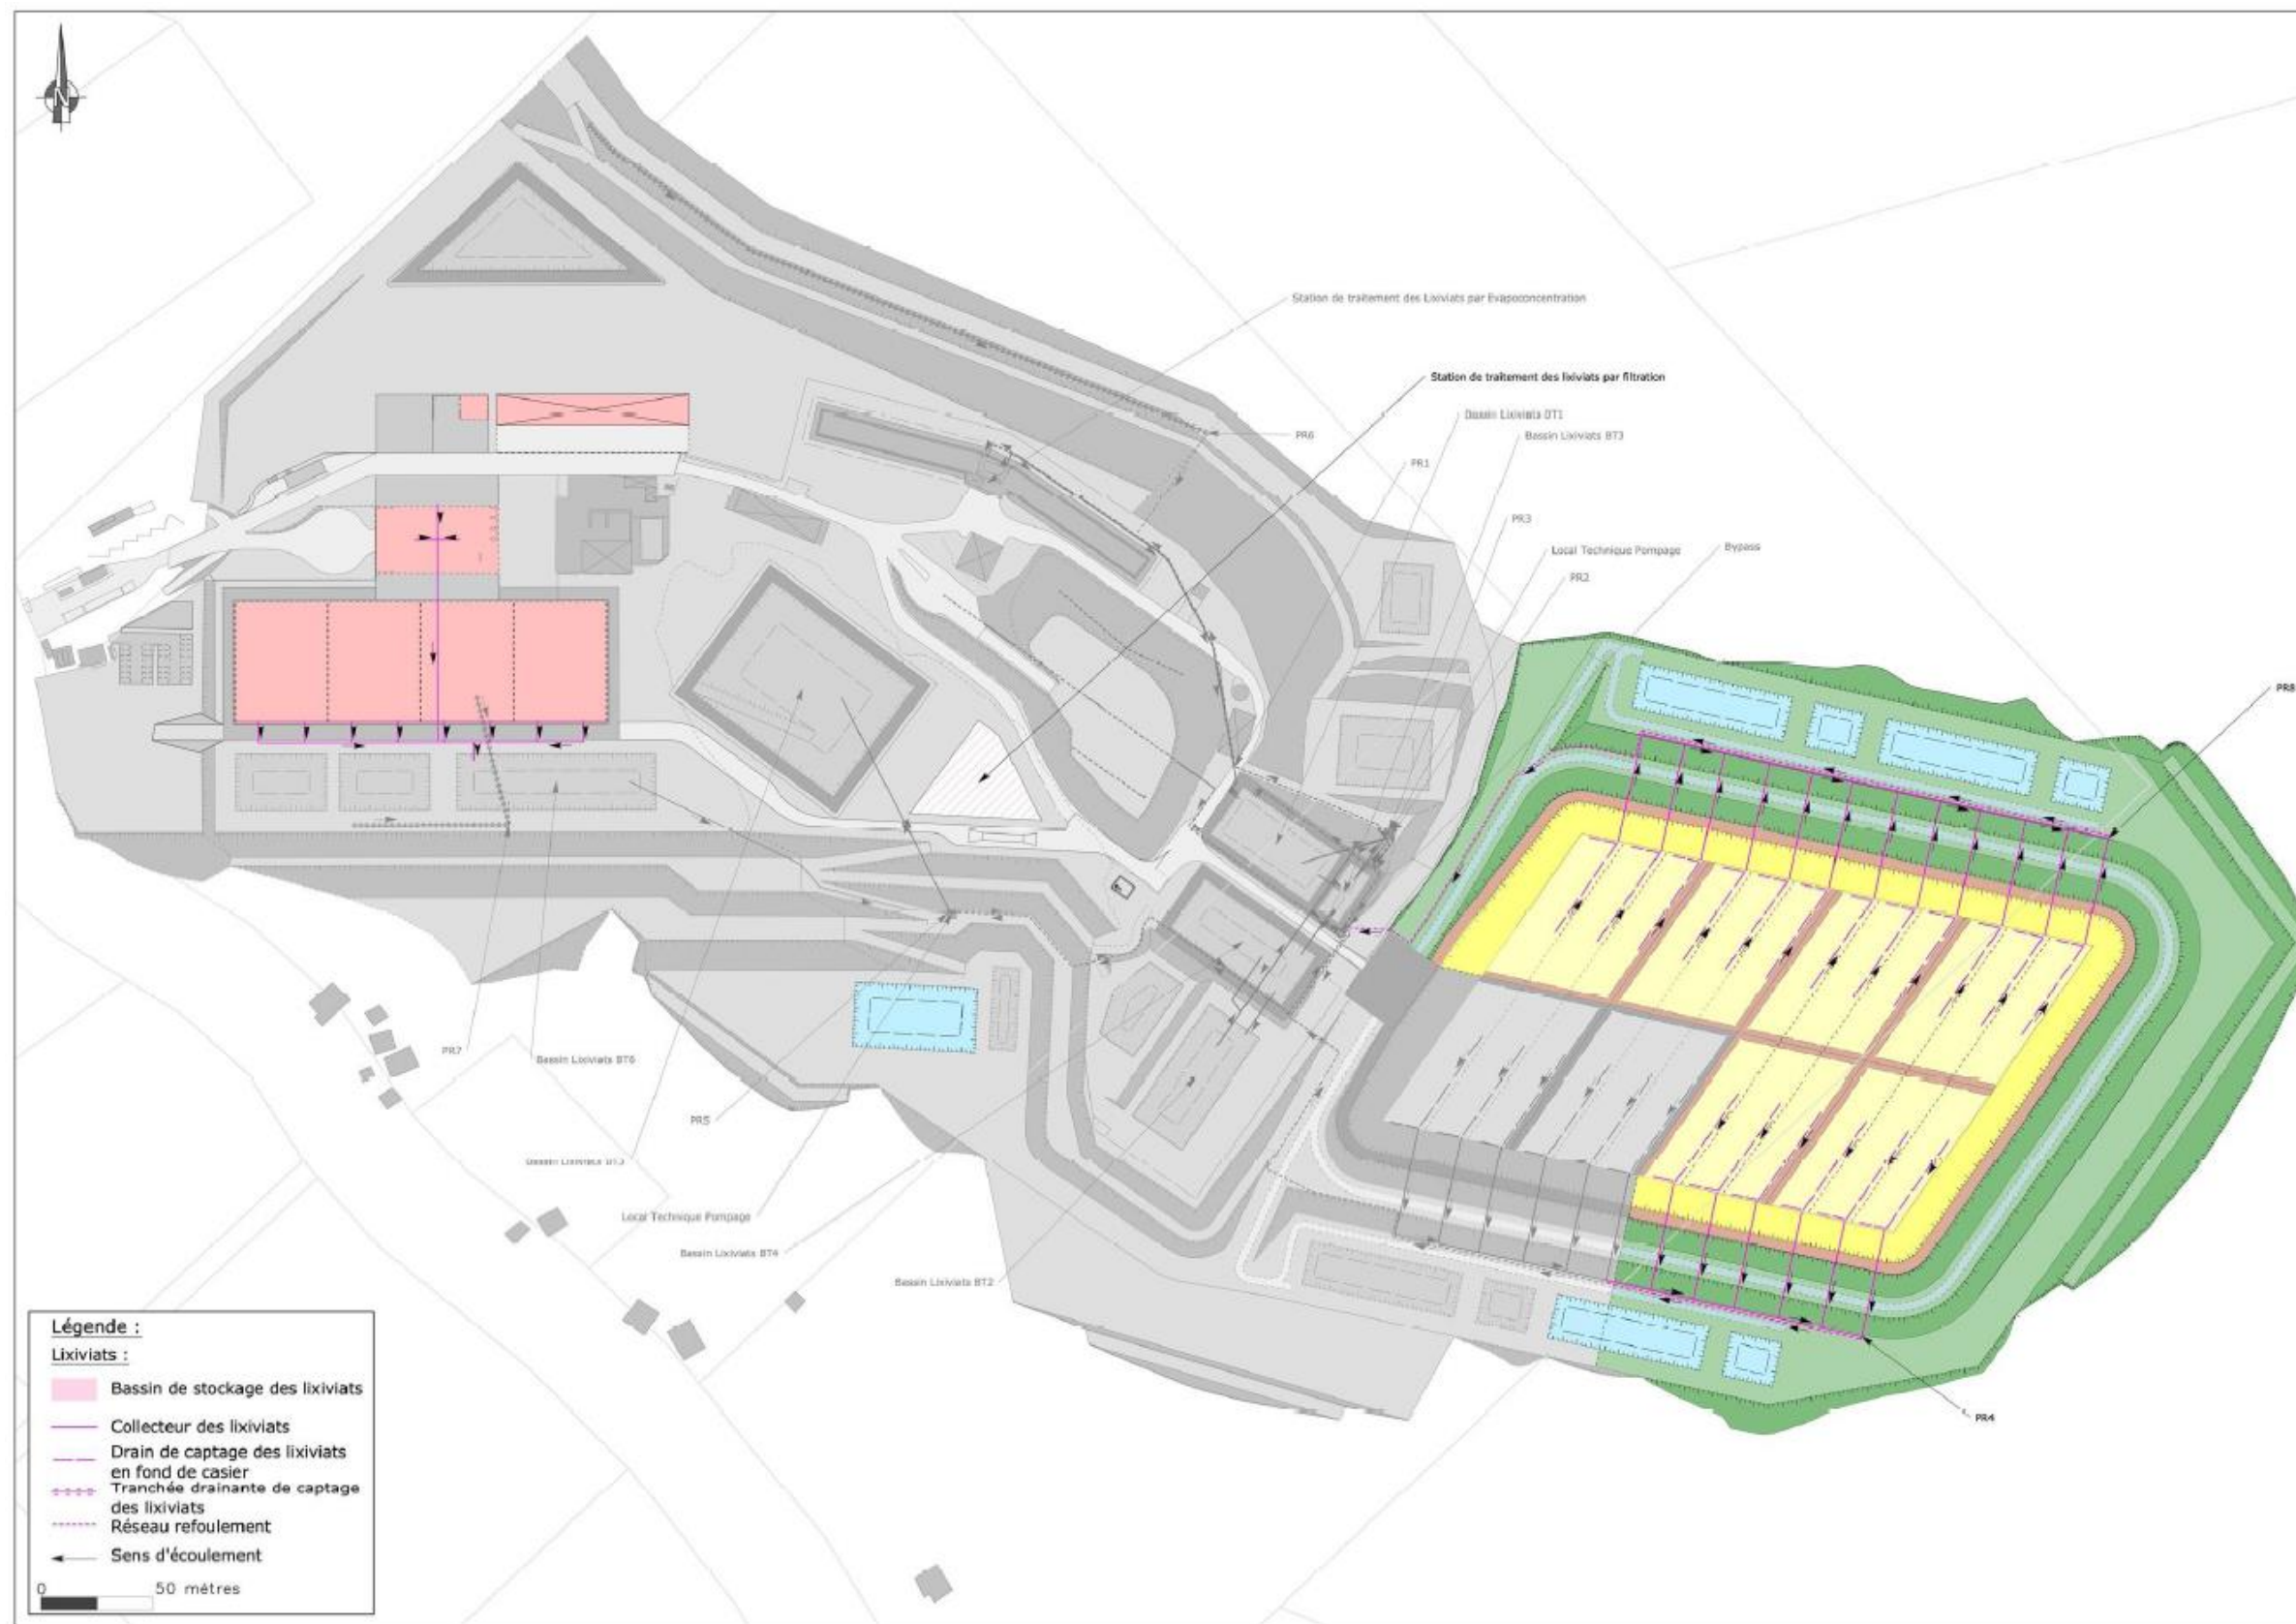 N
Station de traitement des Lixiviats par Evapoconcentration
Station de traitement des lixiviats par filtration
Bassin Lixiviats BT1
PR6
Bassin Lixiviats BT3
PR1
PR3
Local Technique Pompage
Bypass
PR2
PR8
PR7
Bassin Lixiviats BT6
PR5
Bassin Lixiviats
Local Technique Pompage
Bassin Lixiviats BT4
Bassin Lixiviats BT2
PR4
Légende :
Lixiviats :
Bassin de stockage des lixiviats
Collecteur des lixiviats
Drain de captage des lixiviats
en fond de casier
Tranchée drainante de captage
des lixiviats
Réseau refoulement
Sens d'écoulement
0 50 mètres